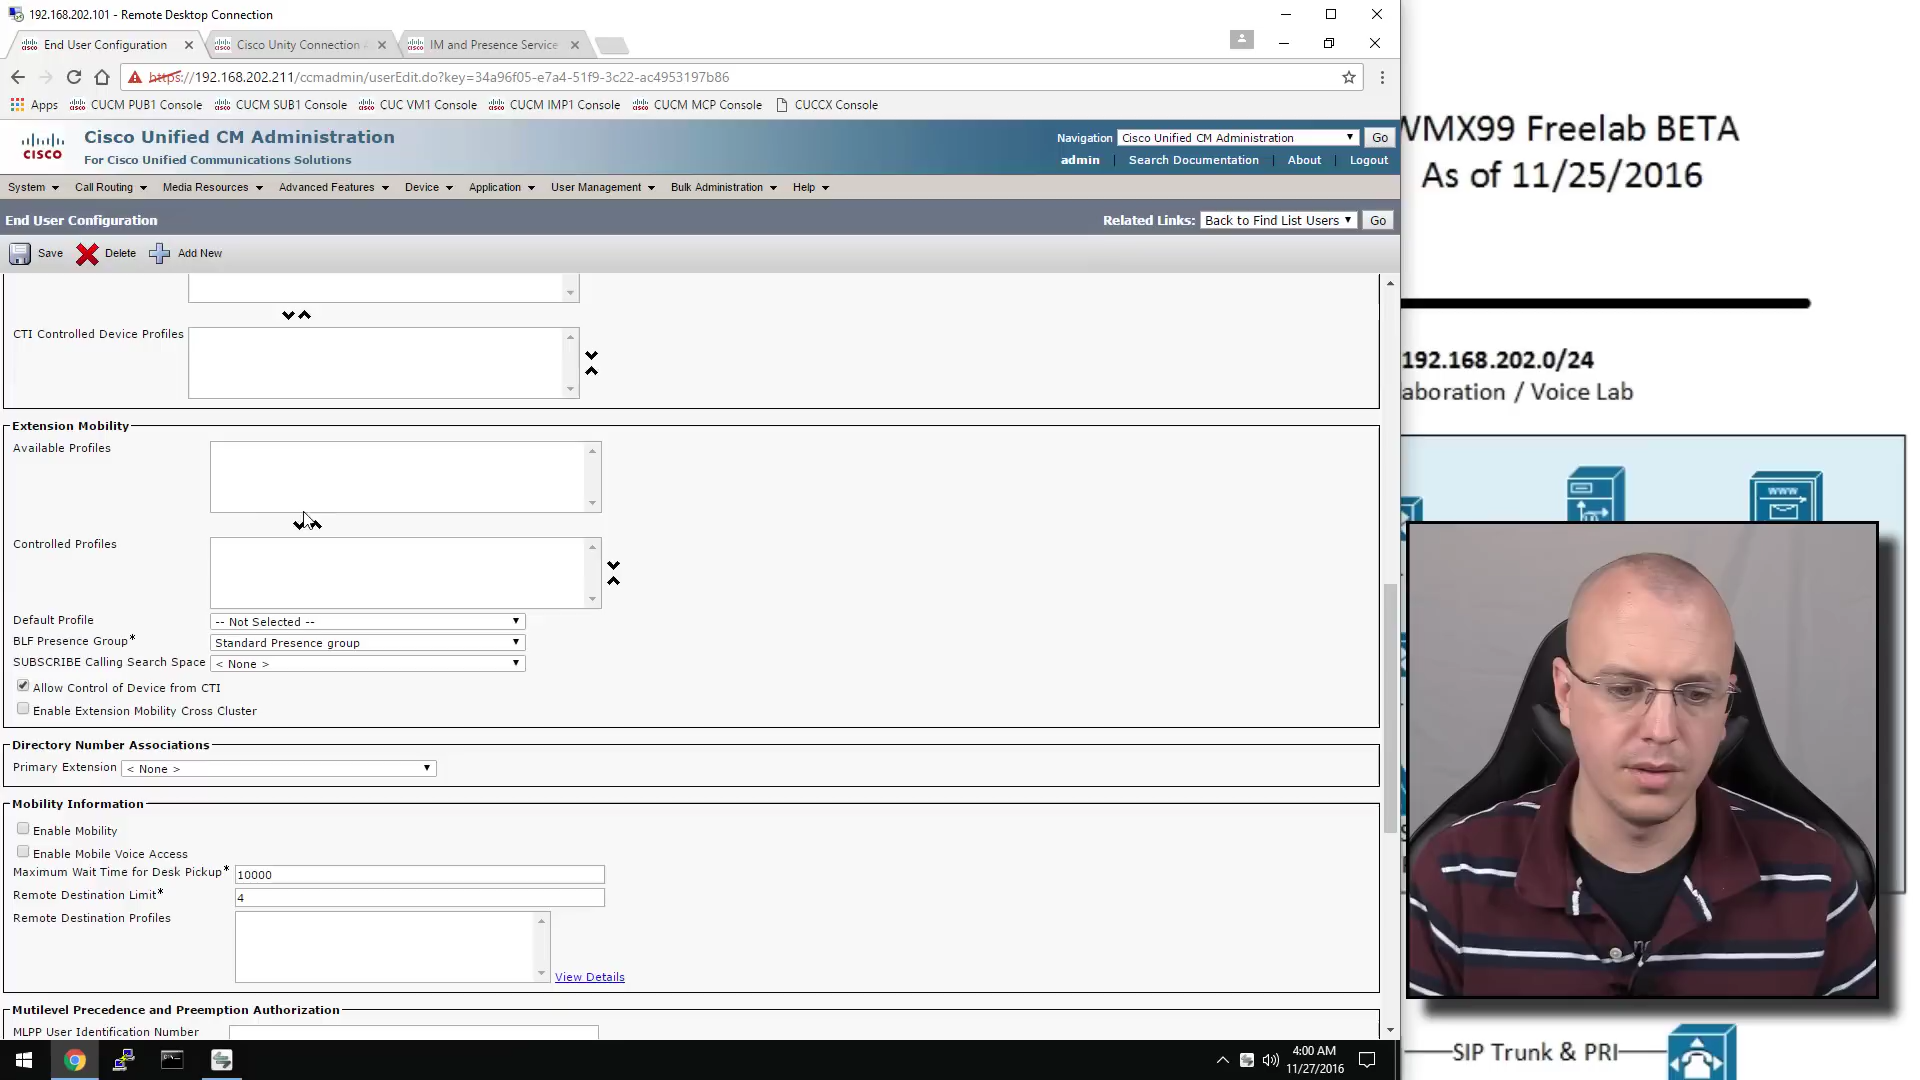 192.168.202.101 - Remote Desktop Connection
End User Configuration
Cisco Unity Connection
IM and Presence Service
https://192.168.202.211/ccmadmin/userEdit.do?key=34a96f05-e7a4-51f9-3c22-ac4953197b86
Apps CUCM PUB1 Console CUCM SUB1 Console CUC VM1 Console CUCM IMP1 Console CUCM MCP Console CUCCX Console
CISCO
Cisco Unified CM Administration
For Cisco Unified Communications Solutions
Navigation Cisco Unified CM Administration Go
admin Search Documentation About Logout
System Call Routing Media Resources Advanced Features Device Application User Management Bulk Administration Help
End User Configuration
Related Links: Back to Find List Users Go
Save Delete Add New
CTI Controlled Device Profiles
Extension Mobility
Available Profiles
Controlled Profiles
Default Profile -- Not Selected --
BLF Presence Group* Standard Presence group
SUBSCRIBE Calling Search Space < None >
Allow Control of Device from CTI
Enable Extension Mobility Cross Cluster
Directory Number Associations
Primary Extension < None >
Mobility Information
Enable Mobility
Enable Mobile Voice Access
Maximum Wait Time for Desk Pickup* 10000
Remote Destination Limit* 4
Remote Destination Profiles
View Details
Mutilevel Precedence and Preemption Authorization
MLPP User Identification Number
4:00 AM
11/27/2016
WMX99 Freelab BETA
As of 11/25/2016
192.168.202.0/24
aboration / Voice Lab
WWW
SIP Trunk & PRI